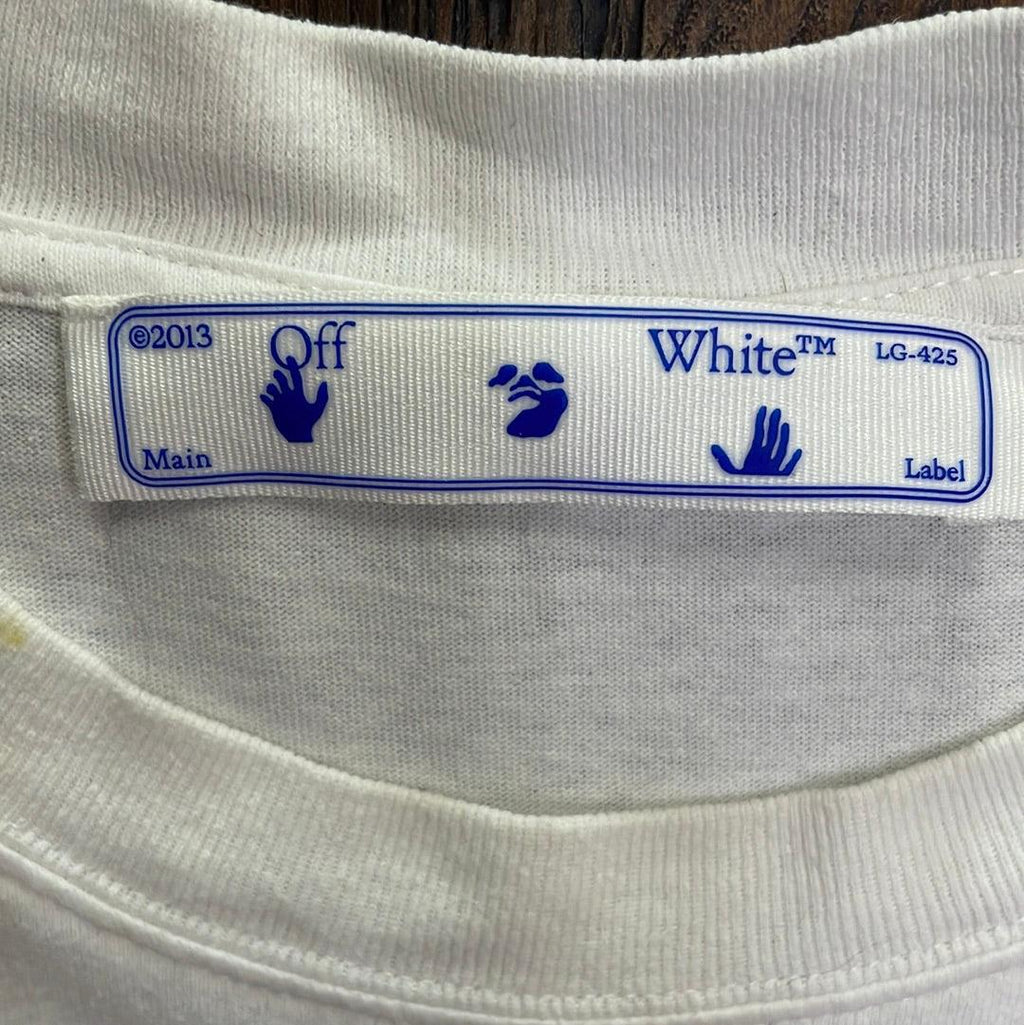 ©2013 Off White™ LG-425
Main Label